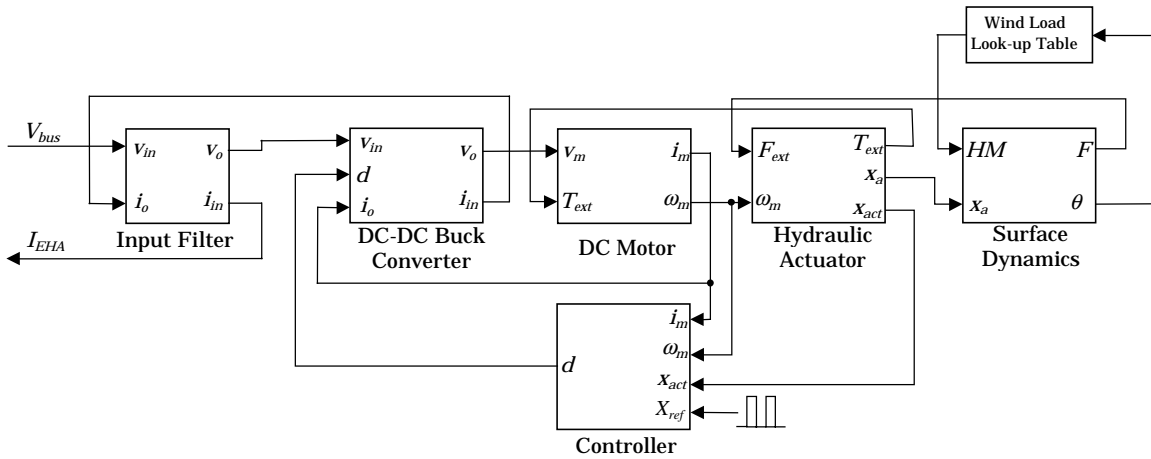 Wind Load
Look-up Table
V_bus
v_in
v_o
i_o
i_in
Input Filter
I_EHA
v_in
v_o
d
i_o
i_in
DC-DC Buck
Converter
v_m
i_m
T_ext
ω_m
DC Motor
F_ext
T_ext
x_a
ω_m
x_act
Hydraulic
Actuator
HM
F
x_a
θ
Surface
Dynamics
i_m
ω_m
d
x_act
X_ref
Controller